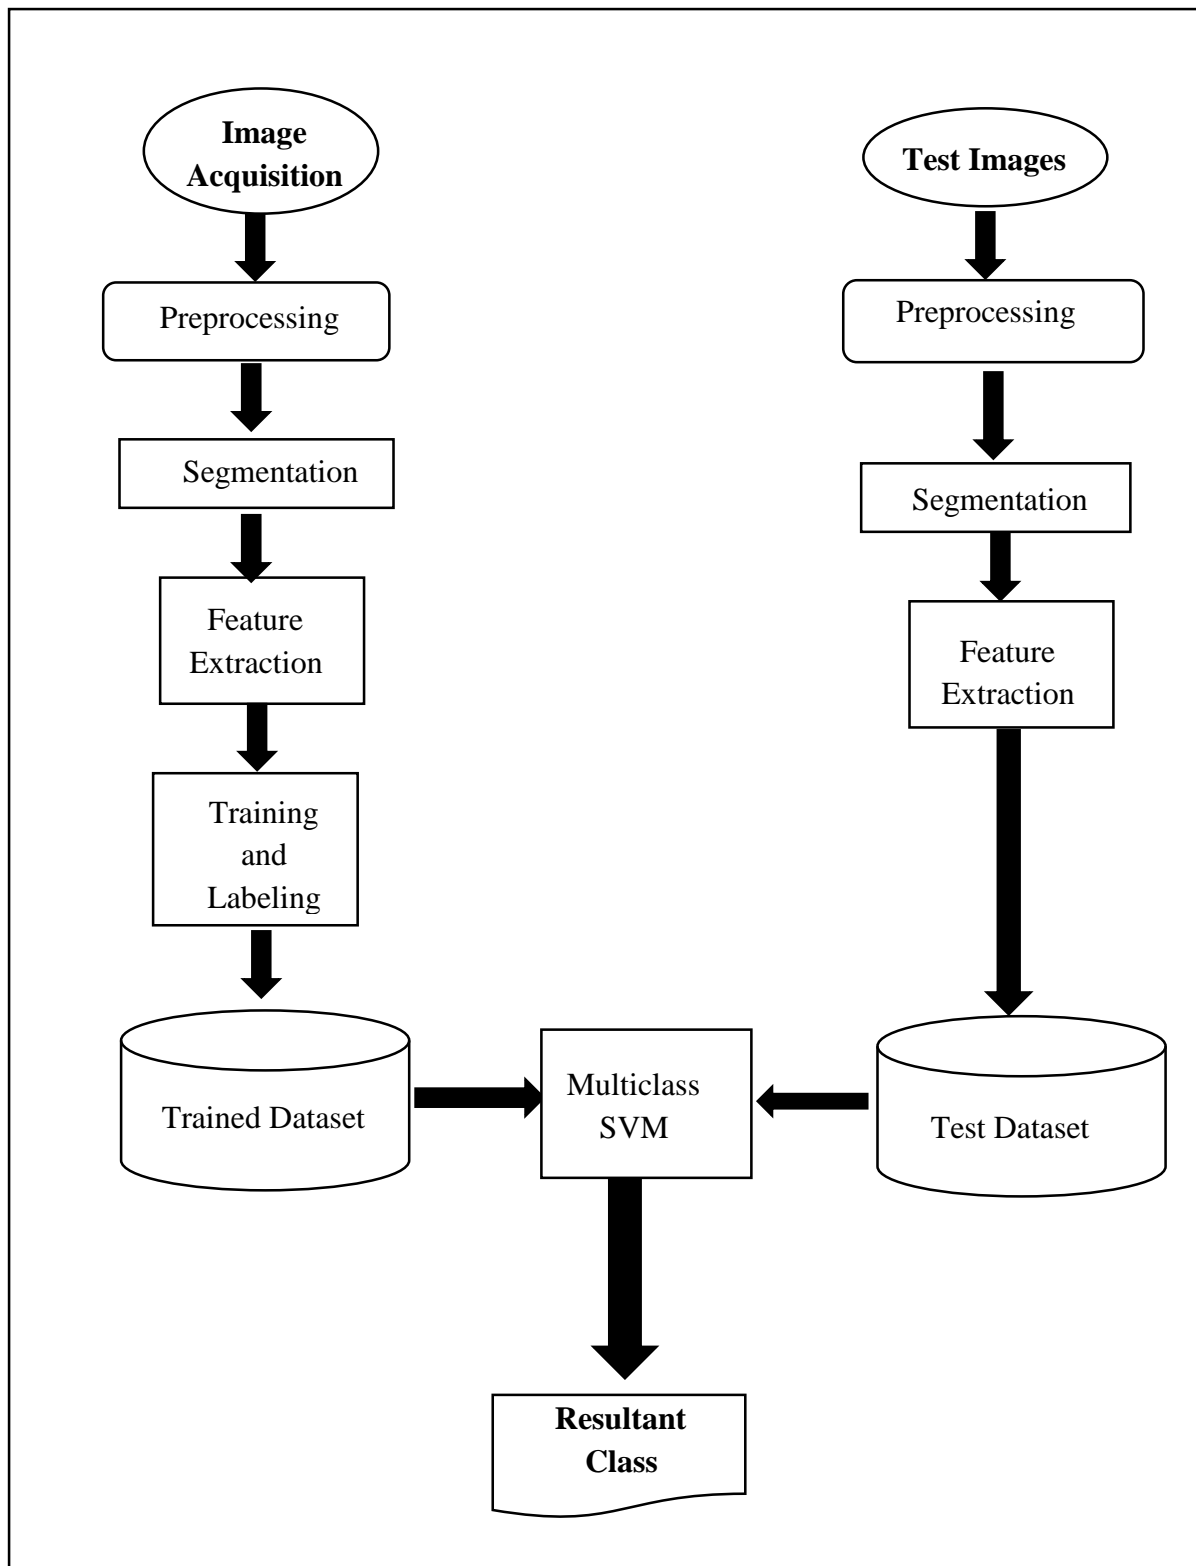 Image
Acquisition
Preprocessing
Segmentation
Feature
Extraction
Training
and
Labeling
Trained Dataset
Test Images
Preprocessing
Segmentation
Feature
Extraction
Test Dataset
Multiclass
SVM
Resultant
Class